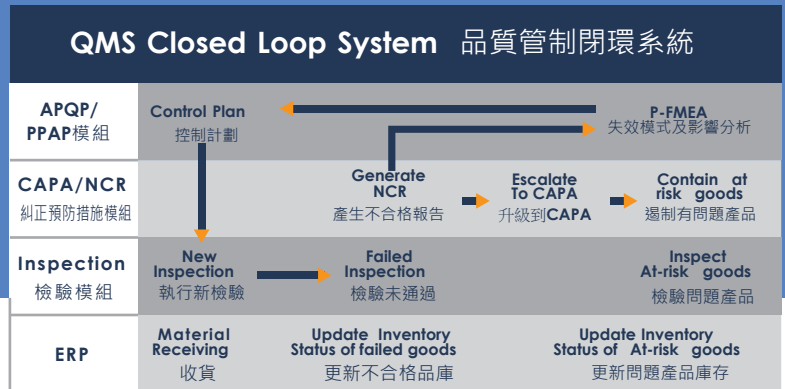 QMS Closed Loop System 品質管制閉環系統
APQP/
PPAP模組
Control Plan
控制計劃
P-FMEA
失效模式及影響分析
CAPA/NCR
糾正預防措施模組
Generate
NCR
產生不合格報告
Escalate
To CAPA
升級到CAPA
Contain at
risk goods
遏制有問題產品
Inspection
檢驗模組
New
Inspection
執行新檢驗
Failed
Inspection
檢驗未通過
Inspect
At-risk goods
檢驗問題產品
ERP
Material
Receiving
收貨
Update Inventory
Status of failed goods
更新不合格品庫
Update Inventory
Status of At-risk goods
更新問題產品庫存